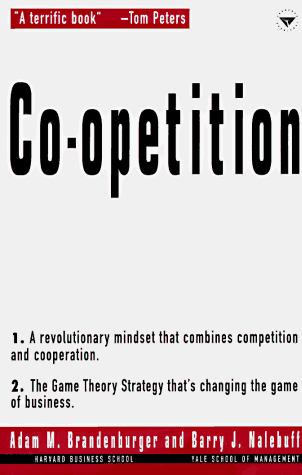 "A terrific book" —Tom Peters
Co-opetition
1. A revolutionary mindset that combines competition
and cooperation.
2. The Game Theory Strategy that's changing the game
of business.
Adam M. Brandenburger and Barry J. Nalebuff
HARVARD BUSINESS SCHOOL YALE SCHOOL OF MANAGEMENT